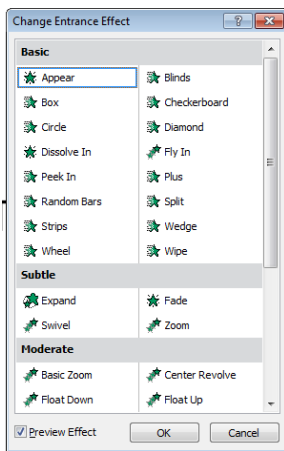 Change Entrance Effect
Basic
Appear Blinds
Box Checkerboard
Circle Diamond
Dissolve In Fly In
Peek In Plus
Random Bars Split
Strips Wedge
Wheel Wipe
Subtle
Expand Fade
Swivel Zoom
Moderate
Basic Zoom Center Revolve
Float Down Float Up
Preview Effect OK Cancel